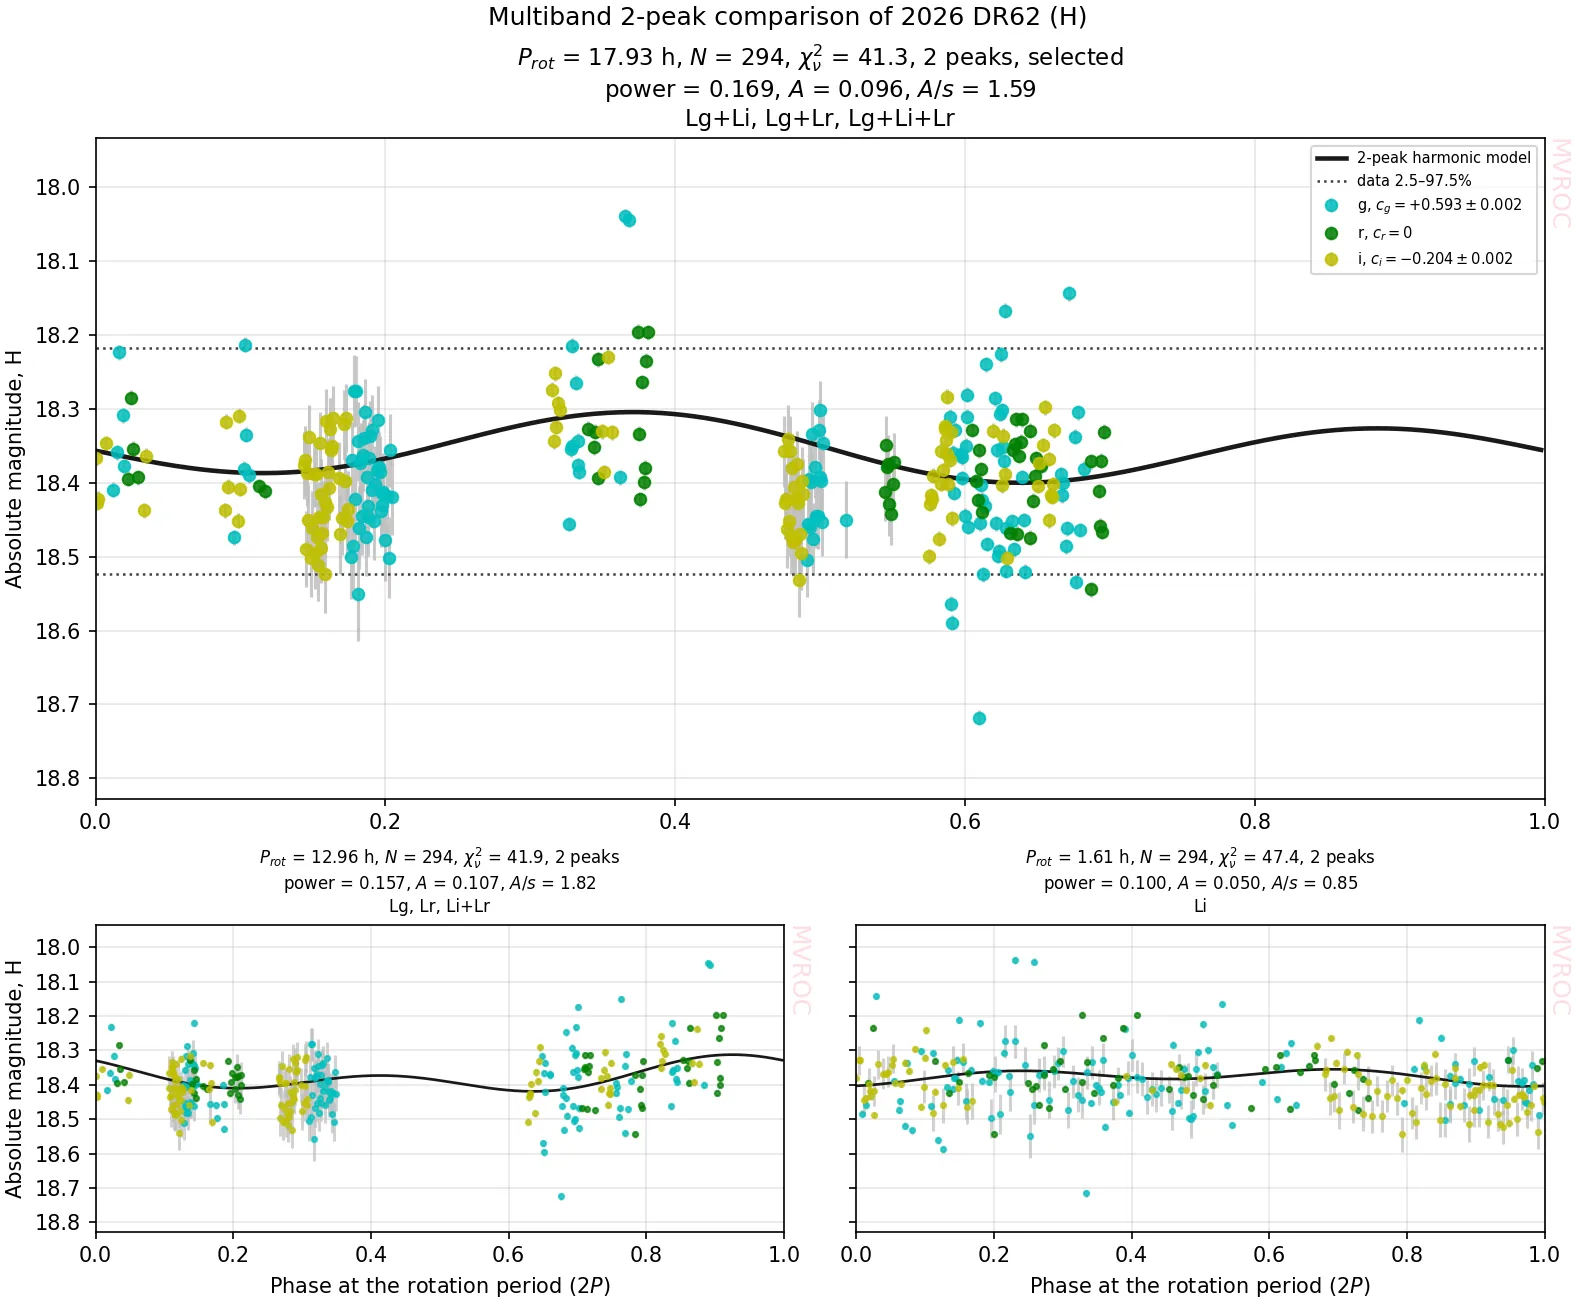 Multiband 2-peak comparison of 2026 DR62 (H)
P_rot = 17.93 h, N = 294, χ²_ν = 41.3, 2 peaks, selected
power = 0.169, A = 0.096, A/s = 1.59
Lg+Li, Lg+Lr, Lg+Li+Lr
MVROC
2-peak harmonic model
data 2.5–97.5%
g, c_g = +0.593 ± 0.002
r, c_r = 0
i, c_i = −0.204 ± 0.002
Absolute magnitude, H
18.0
18.1
18.2
18.3
18.4
18.5
18.6
18.7
18.8
0.0 0.2 0.4 0.6 0.8 1.0
P_rot = 12.96 h, N = 294, χ²_ν = 41.9, 2 peaks
power = 0.157, A = 0.107, A/s = 1.82
Lg, Lr, Li+Lr
MVROC
Absolute magnitude, H
18.0
18.1
18.2
18.3
18.4
18.5
18.6
18.7
18.8
0.0 0.2 0.4 0.6 0.8 1.0
Phase at the rotation period (2P)
P_rot = 1.61 h, N = 294, χ²_ν = 47.4, 2 peaks
power = 0.100, A = 0.050, A/s = 0.85
Li
MVROC
0.0 0.2 0.4 0.6 0.8 1.0
Phase at the rotation period (2P)